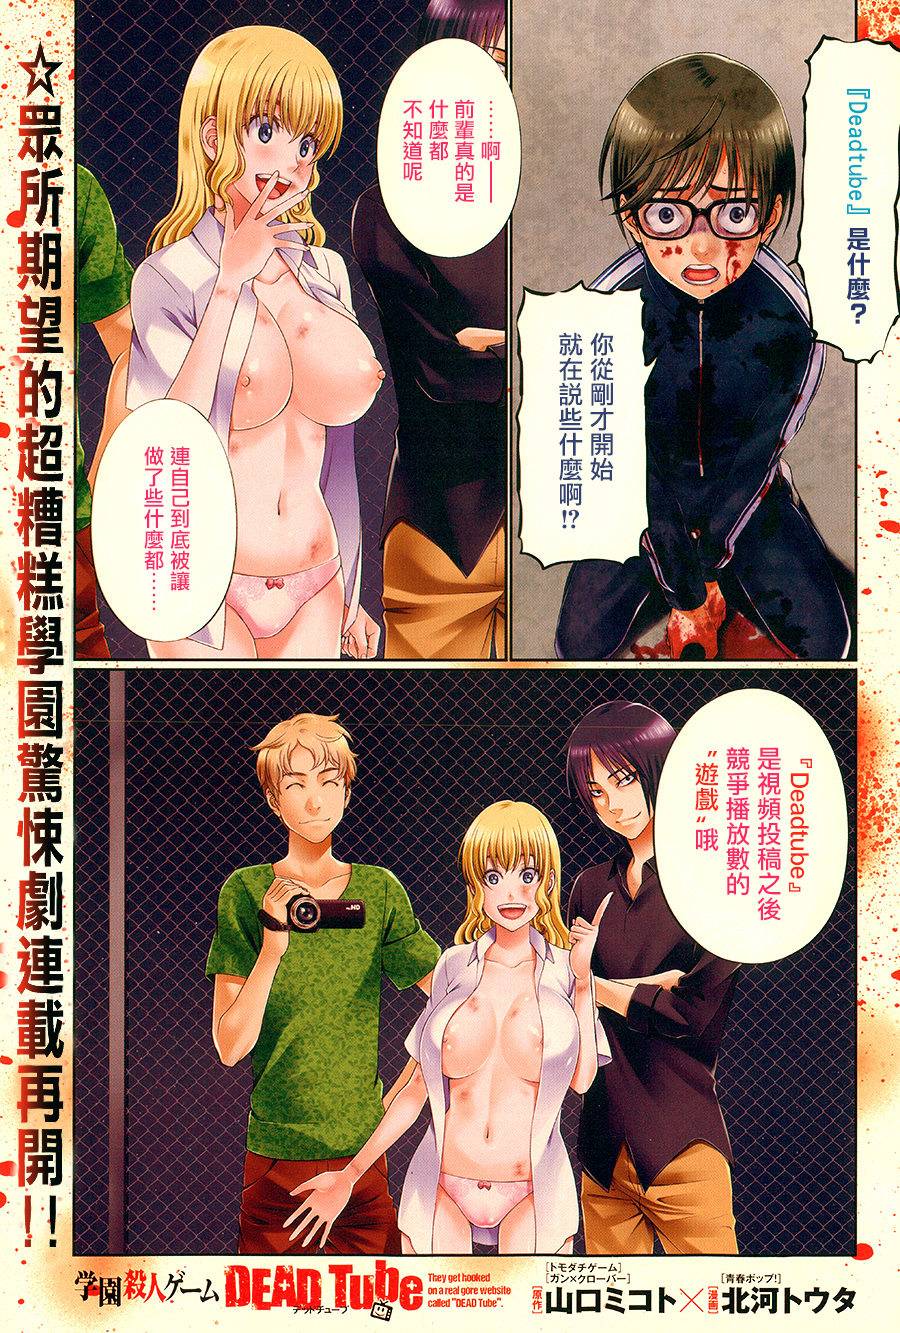 『Deadtube』是什麼?
你從剛才開始
就在説些什麼啊!?
……啊——
前輩真的是
什麼都
不知道呢
連自己到底被讓
做了些什麼都……
『Deadtube』
是視頻投稿之後
競爭播放數的
"遊戲"哦
HD
☆眾所期望的超糟糕學園驚悚劇連載再開!!
学園殺人ゲーム
DEAD Tube
デッドチューブ
They get hooked
on a real gore website
called "DEAD Tube".
[トモダチゲーム]
[ガン×クローバー]
[原作]山口ミコト×
[青春ポップ!]
[漫画]北河トウタ